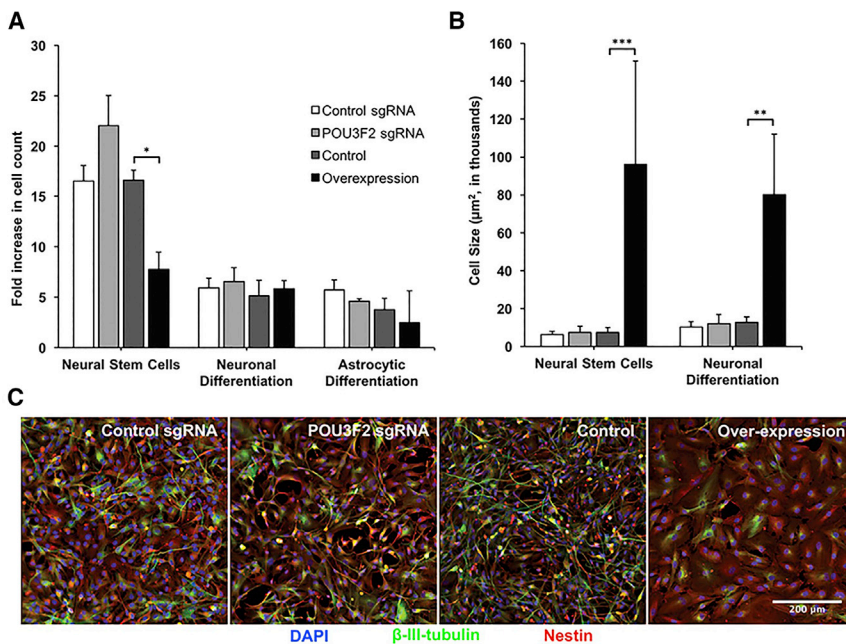 A
Fold increase in cell count
30
25
20
15
10
5
0
Control sgRNA
POU3F2 sgRNA
Control
Overexpression
*
Neural Stem Cells
Neuronal
Differentiation
Astrocytic
Differentiation
B
Cell Size (µm², in thousands)
160
140
120
100
80
60
40
20
0
***
**
Neural Stem Cells
Neuronal
Differentiation
C
Control sgRNA
POU3F2 sgRNA
Control
Over-expression
200 µm
DAPI β-III-tubulin Nestin